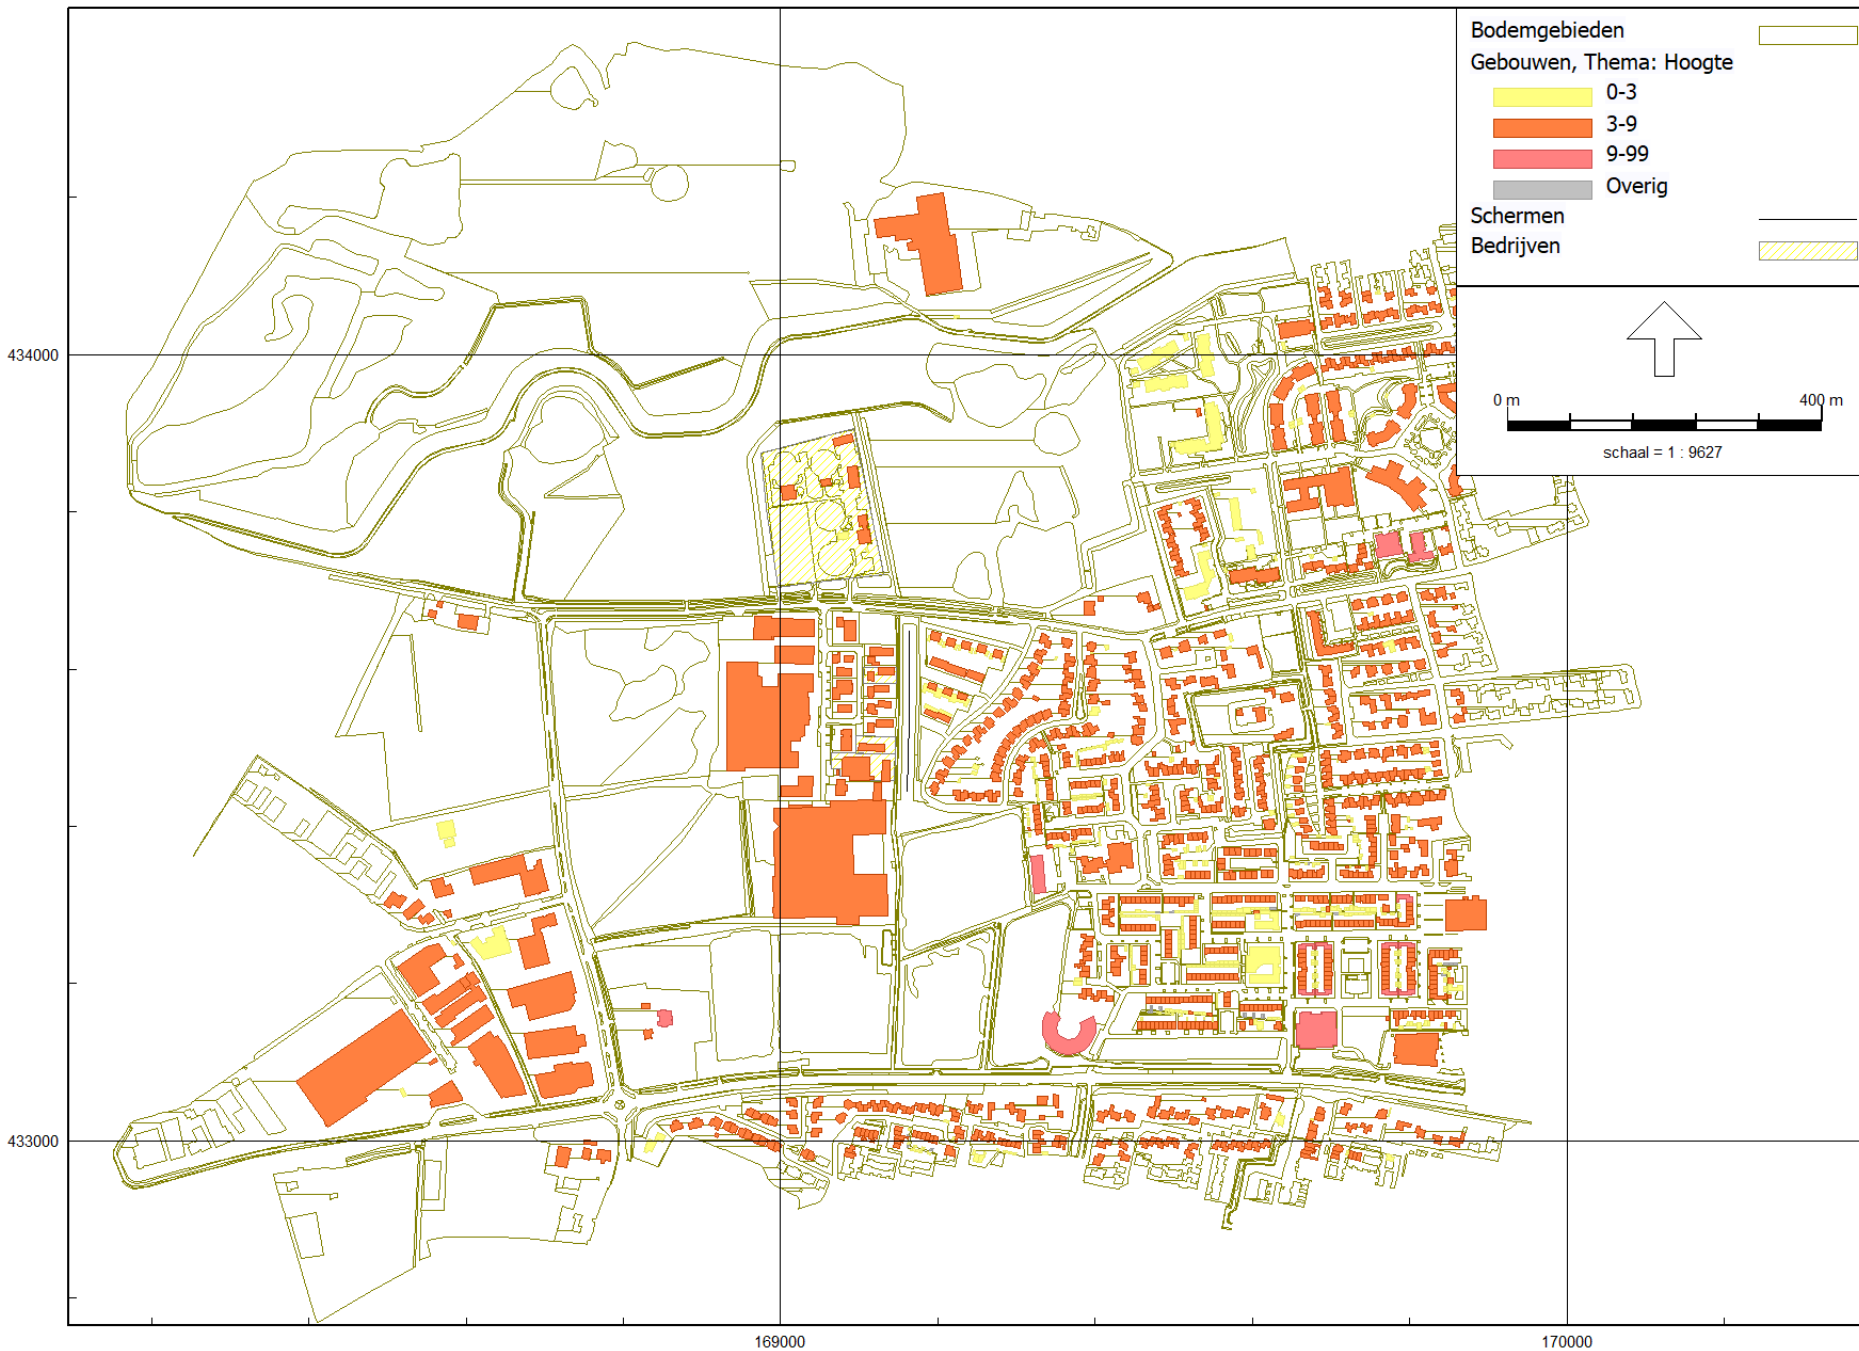 Bodemgebieden
Gebouwen, Thema: Hoogte
0-3
3-9
9-99
Overig
Schermen
Bedrijven
434000
0 m 400 m
schaal = 1 : 9627
433000
169000 170000